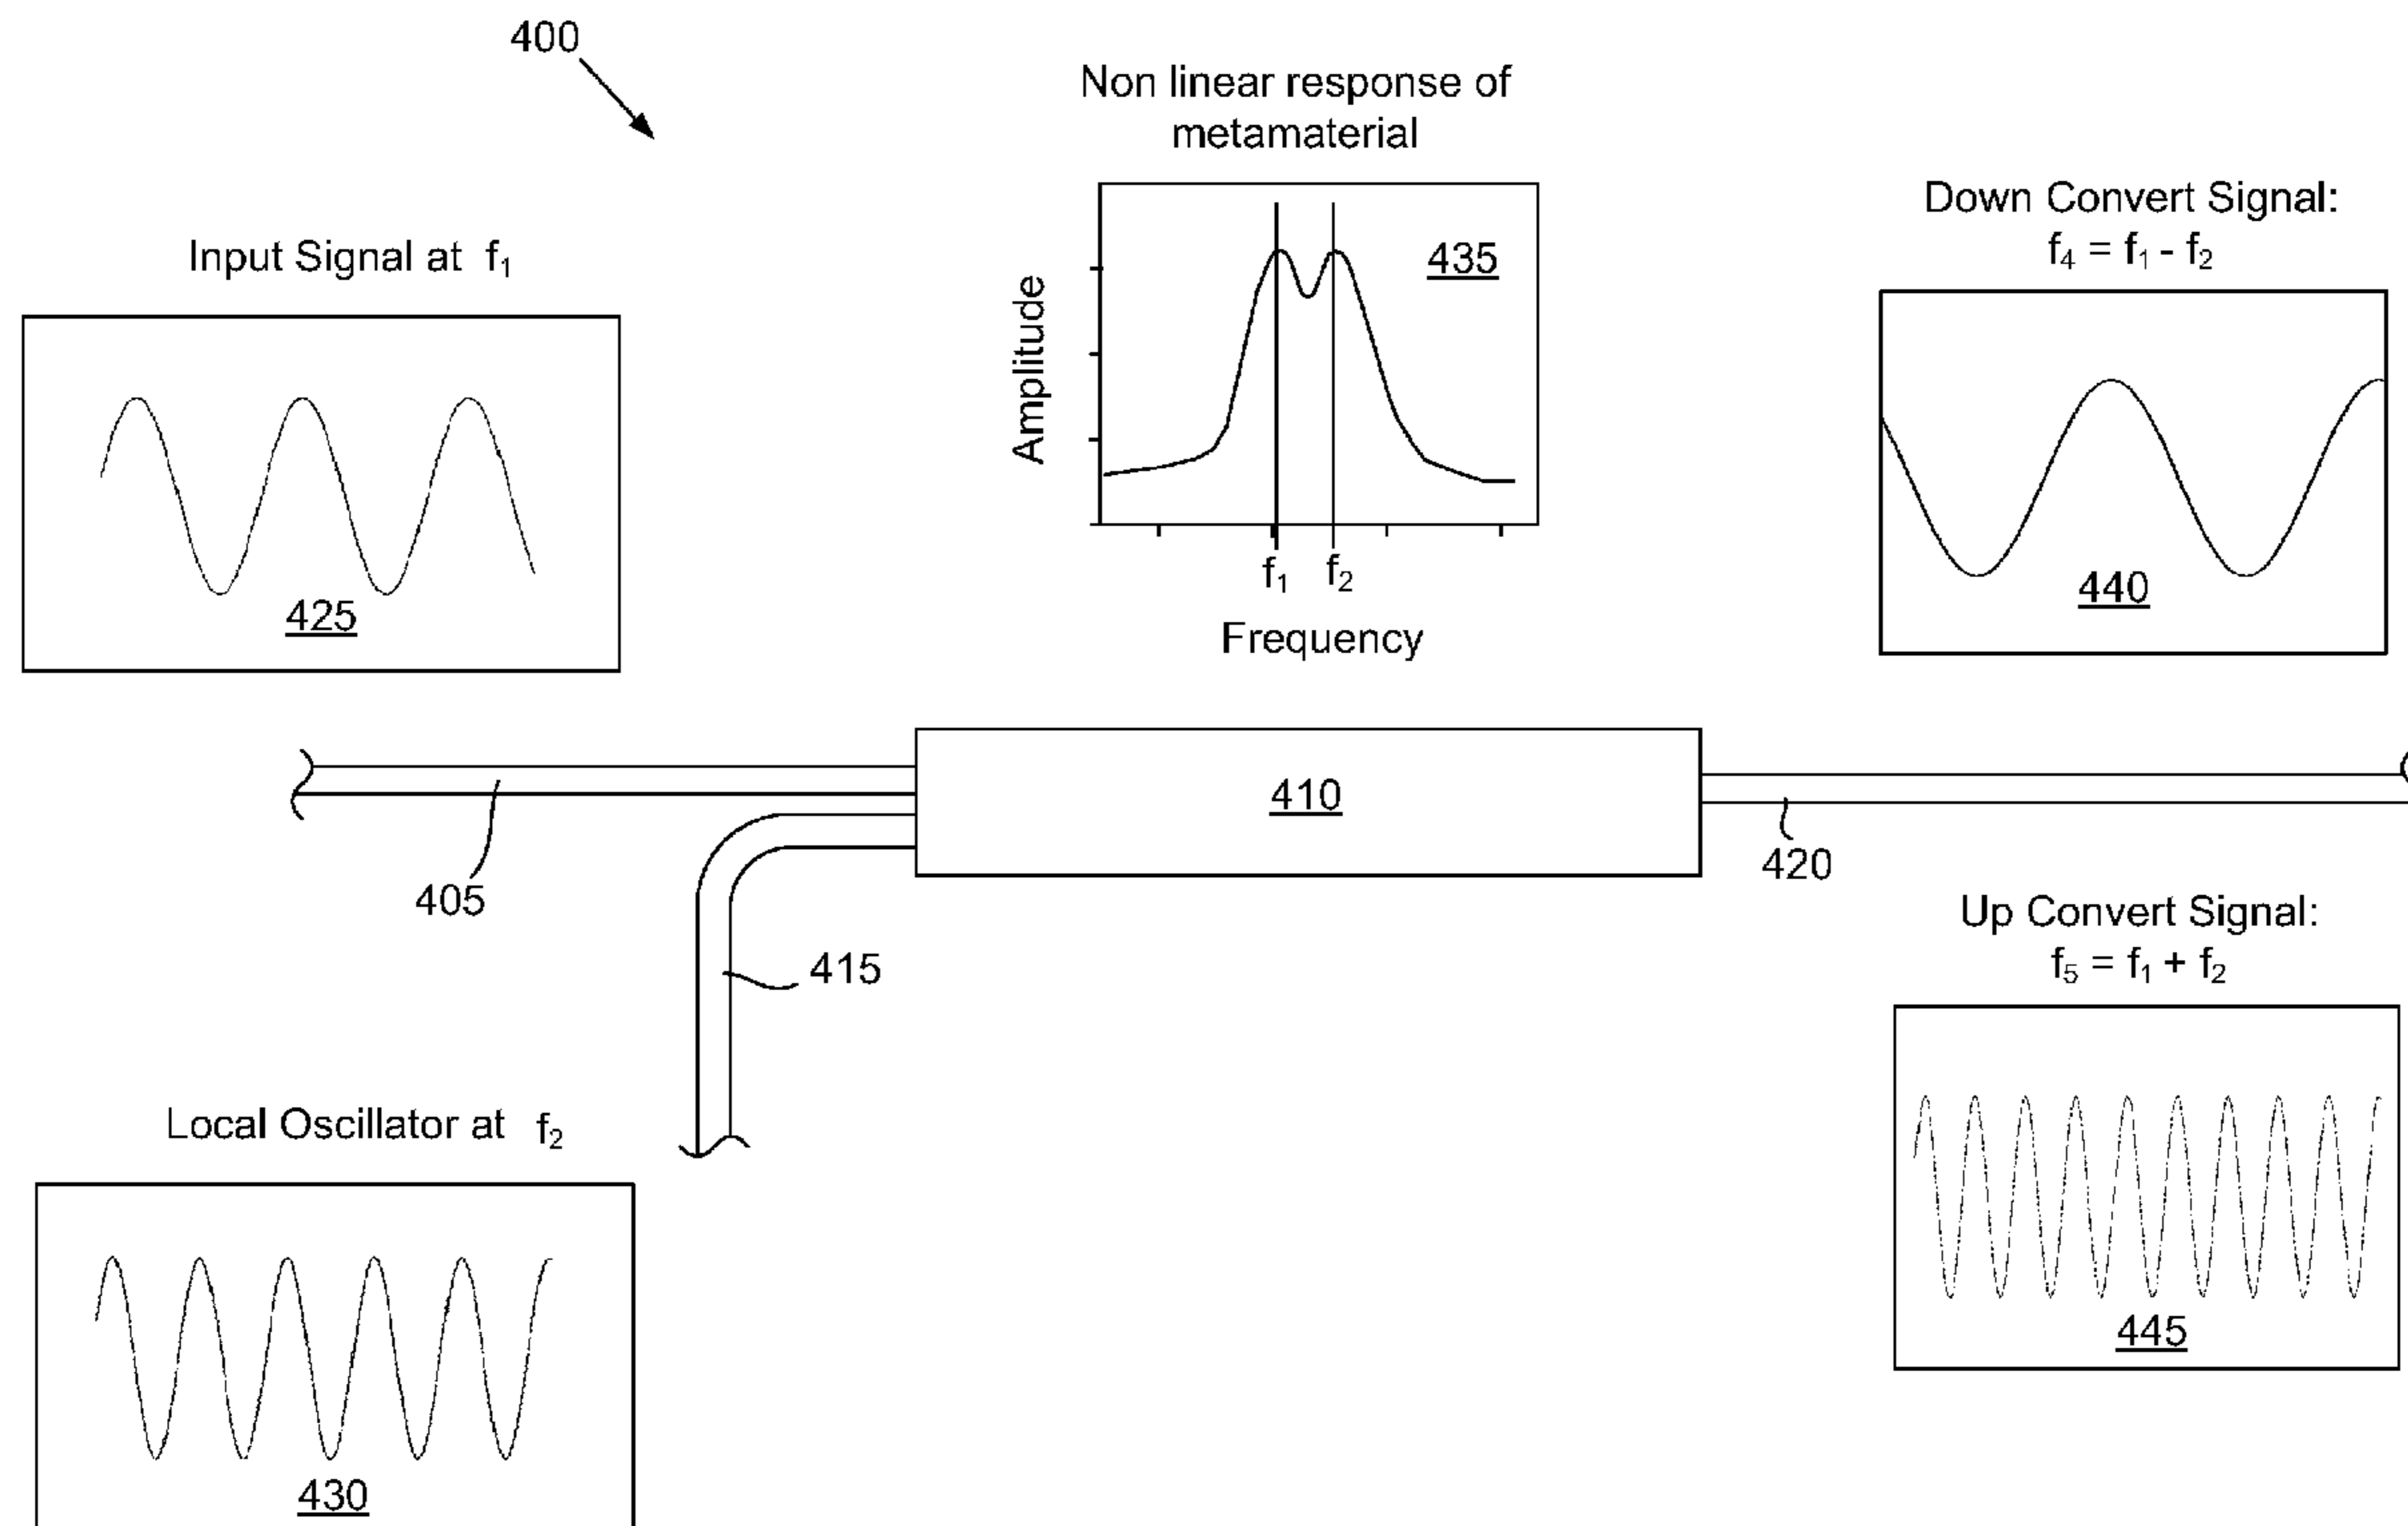 400
Non linear response of
metamaterial
Input Signal at f₁
Down Convert Signal:
f₄ = f₁ - f₂
425
Amplitude
435
f₁ f₂
Frequency
440
405
410
415
420
Local Oscillator at f₂
430
Up Convert Signal:
f₅ = f₁ + f₂
445